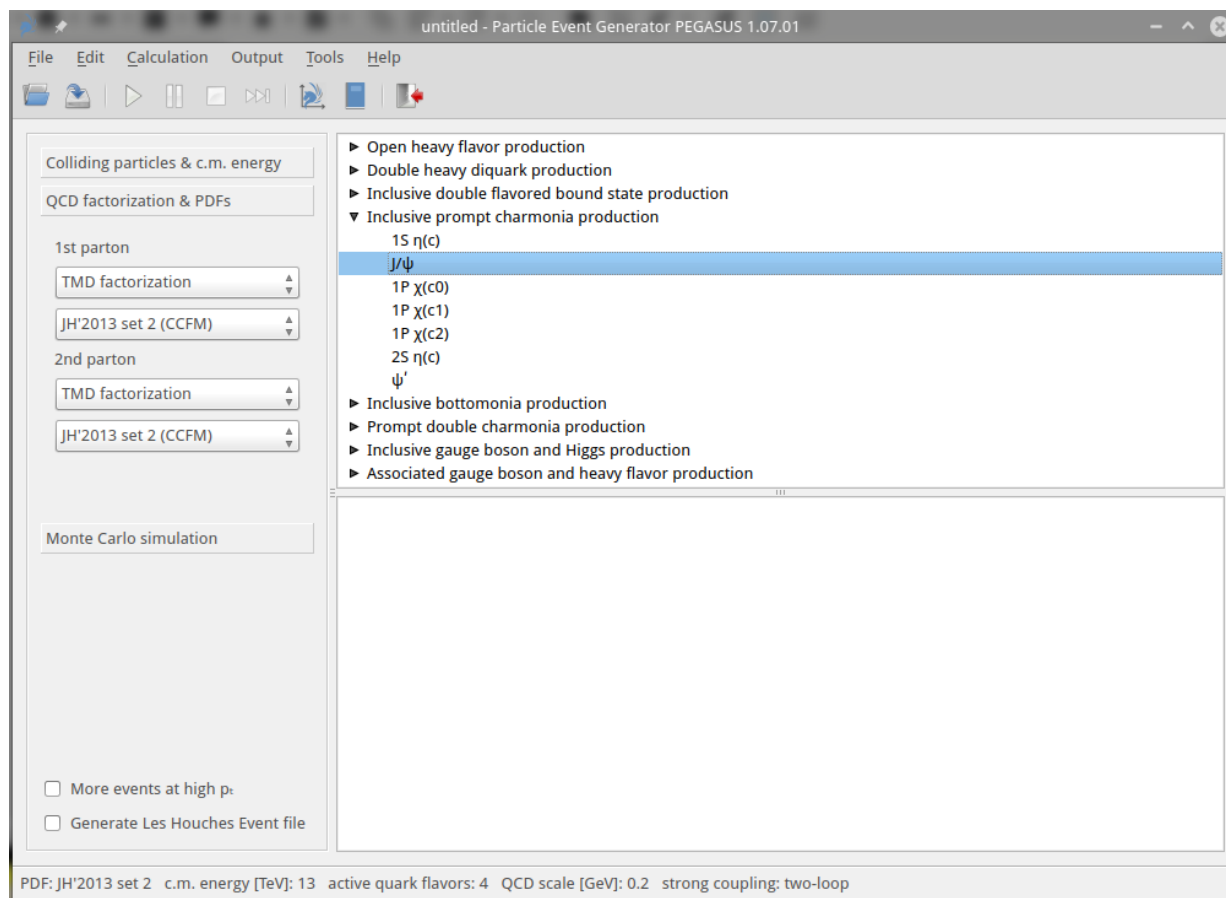 untitled - Particle Event Generator PEGASUS 1.07.01
File Edit Calculation Output Tools Help
Colliding particles & c.m. energy
QCD factorization & PDFs
1st parton
TMD factorization
JH'2013 set 2 (CCFM)
2nd parton
TMD factorization
JH'2013 set 2 (CCFM)
Monte Carlo simulation
More events at high pt
Generate Les Houches Event file
Open heavy flavor production
Double heavy diquark production
Inclusive double flavored bound state production
Inclusive prompt charmonia production
1S η(c)
J/ψ
1P χ(c0)
1P χ(c1)
1P χ(c2)
2S η(c)
ψ′
Inclusive bottomonia production
Prompt double charmonia production
Inclusive gauge boson and Higgs production
Associated gauge boson and heavy flavor production
PDF: JH'2013 set 2 c.m. energy [TeV]: 13 active quark flavors: 4 QCD scale [GeV]: 0.2 strong coupling: two-loop